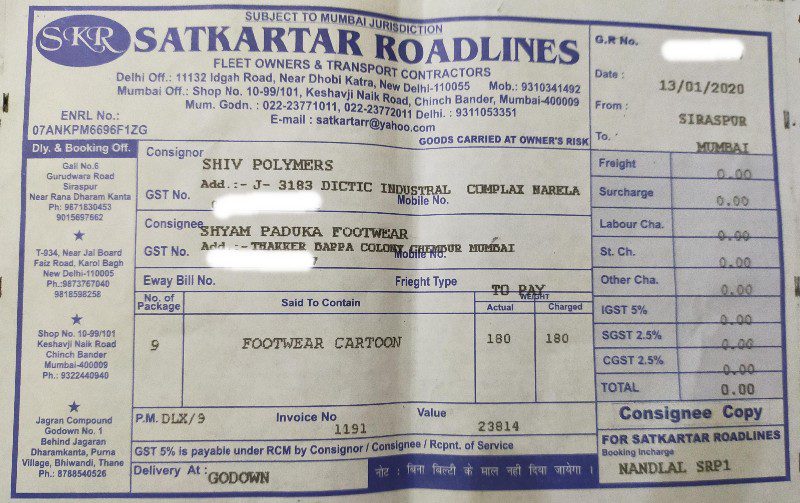 SUBJECT TO MUMBAI JURISDICTION
SKR SATKARTAR ROADLINES
FLEET OWNERS & TRANSPORT CONTRACTORS
Delhi Off.: 11132 Idgah Road, Near Dhobi Katra, New Delhi-110055 Mob.: 9310341492
Mumbai Off.: Shop No. 10-99/101, Keshavji Naik Road, Chinch Bander, Mumbai-400009
Mum. Godn. : 022-23771011, 022-23772011 Delhi. : 9311053351
E-mail : satkartarr@yahoo.com
ENRL No.:
07ANKPM6696F1ZG
GOODS CARRIED AT OWNER'S RISK
G.R No.
Date : 13/01/2020
From : SIRASPUR
To. MUMBAI
Dly. & Booking Off.
Gali No.6
Gurudwara Road
Siraspur
Near Rana Dharam Kanta
Ph: 9871830453
9015697662
T-934, Near Jal Board
Faiz Road, Karol Bagh
New Delhi-110005
Ph.:9873767040
9818598258
Shop No. 10-99/101
Keshavji Naik Road
Chinch Bander
Mumbai-400009
Ph.: 9322440940
Jagran Compound
Godown No. 1
Behind Jagaran
Dharamkanta, Purna
Village, Bhiwandi, Thane
Ph.: 8788540526
Consignor
SHIV POLYMERS
Add.:- J- 3183 DICTIC INDUSTRAL COMPLAX NARELA
GST No. Mobile No.
Consignee
SHYAM PADUKA FOOTWEAR
Add :- THAKKER BAPPA COLONY CHEMBUR MUMBAI
GST No. Mobile No.
Eway Bill No. Frieght Type TO PAY
No. of Package Said To Contain WEIGHT
Actual Charged
9 FOOTWEAR CARTOON 180 180
P.M. DLX/9 Invoice No 1191 Value 23814
GST 5% is payable under RCM by Consignor / Consignee / Rcpnt. of Service
Delivery At : GODOWN
नोट : बिना बिल्टी के माल नही दिया जायेगा ।
Freight 0.00
Surcharge 0.00
Labour Cha. 0.00
St. Ch. 0.00
Other Cha. 0.00
IGST 5% 0.00
SGST 2.5% 0.00
CGST 2.5% 0.00
TOTAL 0.00
Consignee Copy
FOR SATKARTAR ROADLINES
Booking Incharge
NANDLAL SRP1